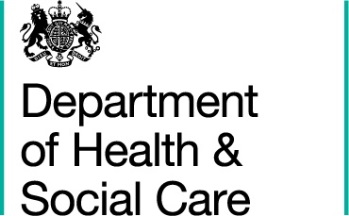 Department
of Health &
Social Care